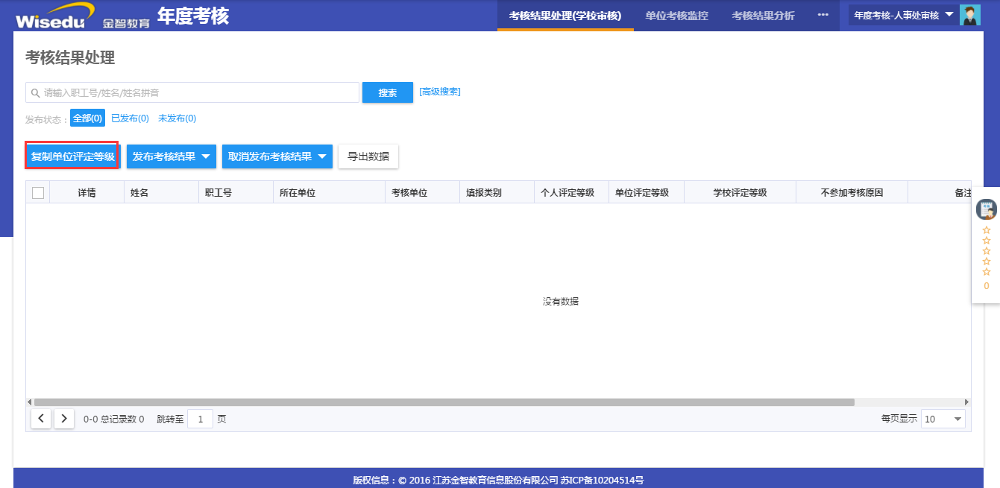 Wisedu 金智教育 年度考核 考核结果处理(学校审核) 单位考核监控 考核结果分析 ··· 年度考核-人事处审核
考核结果处理
请输入职工号/姓名/姓名拼音 搜索 [高级搜索]
发布状态： 全部(0) 已发布(0) 未发布(0)
复制单位评定等级 发布考核结果 取消发布考核结果 导出数据
详情 姓名 职工号 所在单位 考核单位 填报类别 个人评定等级 单位评定等级 学校评定等级 不参加考核原因 备注
没有数据
0
0-0 总记录数 0 跳转至 1 页 每页显示 10
版权信息：© 2016 江苏金智教育信息股份有限公司 苏ICP备10204514号